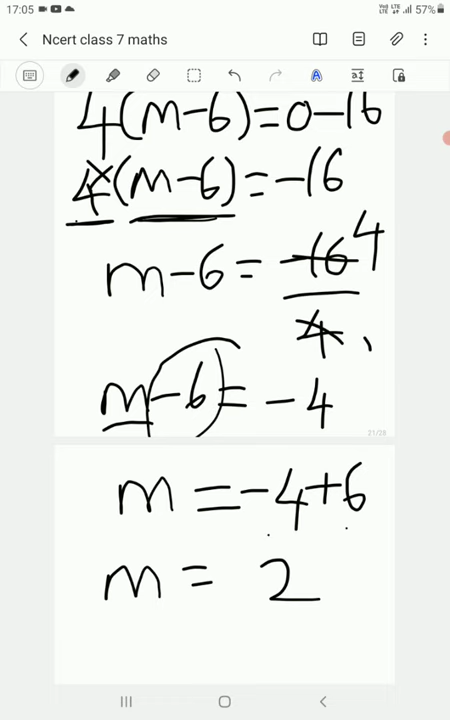 17:05 57%
Ncert class 7 maths
4(m-6)=0-16
4×(m-6)=-16
m-6= -16 4
4 1
m-6=-4
21/28
m=-4+6
m= 2